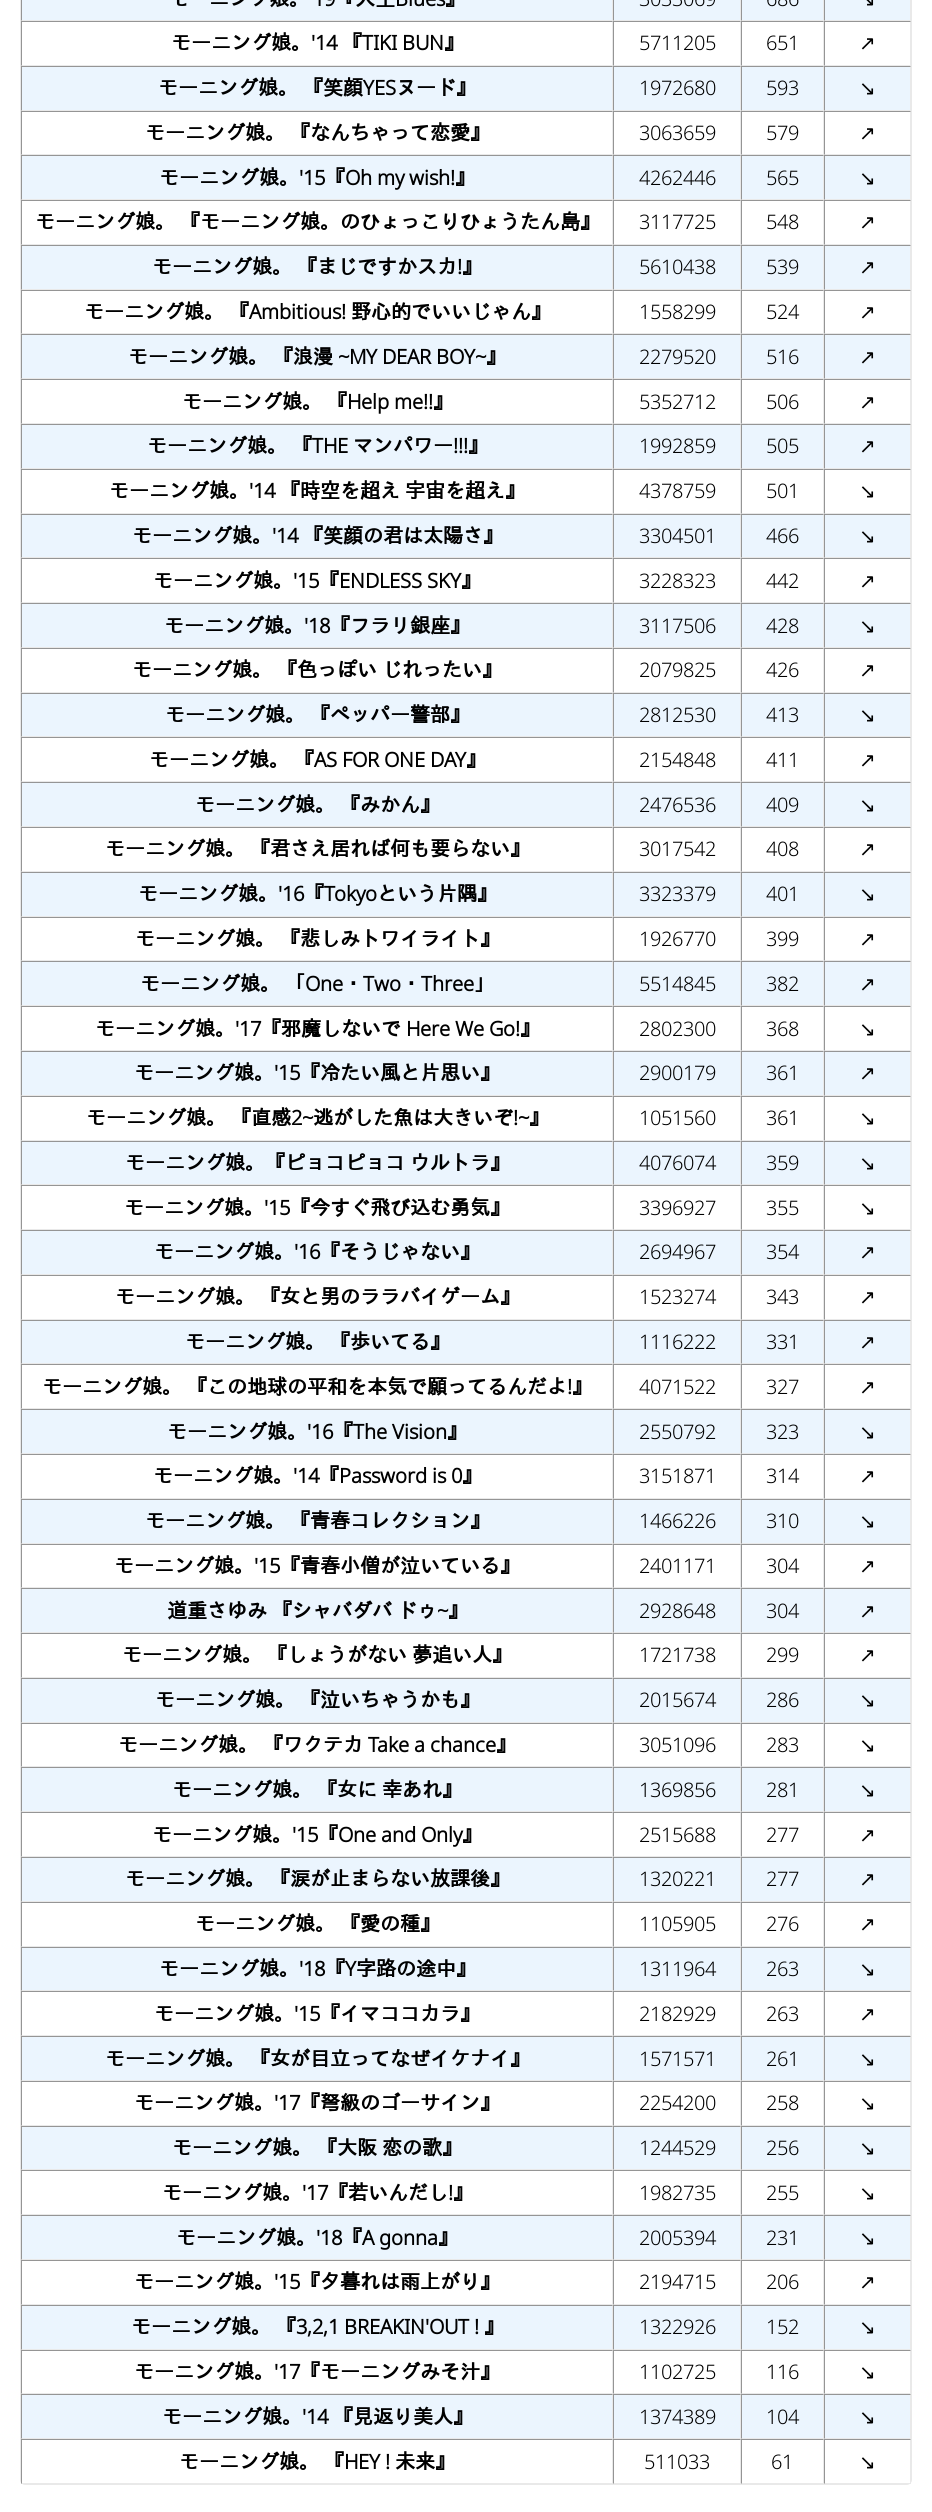 モーニング娘。'14 『TIKI BUN』 5711205 651 ↗
モーニング娘。 『笑顔YESヌード』 1972680 593 ↘
モーニング娘。 『なんちゃって恋愛』 3063659 579 ↗
モーニング娘。'15『Oh my wish!』 4262446 565 ↘
モーニング娘。 『モーニング娘。のひょっこりひょうたん島』 3117725 548 ↗
モーニング娘。 『まじですかスカ!』 5610438 539 ↗
モーニング娘。 『Ambitious! 野心的でいいじゃん』 1558299 524 ↗
モーニング娘。 『浪漫 ~MY DEAR BOY~』 2279520 516 ↗
モーニング娘。 『Help me!!』 5352712 506 ↗
モーニング娘。 『THE マンパワー!!!』 1992859 505 ↗
モーニング娘。'14 『時空を超え 宇宙を超え』 4378759 501 ↘
モーニング娘。'14 『笑顔の君は太陽さ』 3304501 466 ↘
モーニング娘。'15『ENDLESS SKY』 3228323 442 ↗
モーニング娘。'18『フラリ銀座』 3117506 428 ↘
モーニング娘。 『色っぽい じれったい』 2079825 426 ↗
モーニング娘。 『ペッパー警部』 2812530 413 ↘
モーニング娘。 『AS FOR ONE DAY』 2154848 411 ↗
モーニング娘。 『みかん』 2476536 409 ↘
モーニング娘。 『君さえ居れば何も要らない』 3017542 408 ↗
モーニング娘。'16『Tokyoという片隅』 3323379 401 ↘
モーニング娘。 『悲しみトワイライト』 1926770 399 ↗
モーニング娘。 「One・Two・Three」 5514845 382 ↗
モーニング娘。'17『邪魔しないで Here We Go!』 2802300 368 ↘
モーニング娘。'15『冷たい風と片思い』 2900179 361 ↗
モーニング娘。 『直感2~逃がした魚は大きいぞ!~』 1051560 361 ↘
モーニング娘。『ピョコピョコ ウルトラ』 4076074 359 ↘
モーニング娘。'15『今すぐ飛び込む勇気』 3396927 355 ↘
モーニング娘。'16『そうじゃない』 2694967 354 ↗
モーニング娘。 『女と男のララバイゲーム』 1523274 343 ↗
モーニング娘。 『歩いてる』 1116222 331 ↗
モーニング娘。 『この地球の平和を本気で願ってるんだよ!』 4071522 327 ↗
モーニング娘。'16『The Vision』 2550792 323 ↘
モーニング娘。'14『Password is 0』 3151871 314 ↗
モーニング娘。 『青春コレクション』 1466226 310 ↘
モーニング娘。'15『青春小僧が泣いている』 2401171 304 ↗
道重さゆみ 『シャバダバ ドゥ~』 2928648 304 ↗
モーニング娘。 『しょうがない 夢追い人』 1721738 299 ↗
モーニング娘。 『泣いちゃうかも』 2015674 286 ↘
モーニング娘。 『ワクテカ Take a chance』 3051096 283 ↘
モーニング娘。 『女に 幸あれ』 1369856 281 ↘
モーニング娘。'15『One and Only』 2515688 277 ↗
モーニング娘。 『涙が止まらない放課後』 1320221 277 ↗
モーニング娘。 『愛の種』 1105905 276 ↗
モーニング娘。'18『Y字路の途中』 1311964 263 ↘
モーニング娘。'15『イマココカラ』 2182929 263 ↗
モーニング娘。 『女が目立ってなぜイケナイ』 1571571 261 ↘
モーニング娘。'17『弩級のゴーサイン』 2254200 258 ↘
モーニング娘。 『大阪 恋の歌』 1244529 256 ↘
モーニング娘。'17『若いんだし!』 1982735 255 ↘
モーニング娘。'18『A gonna』 2005394 231 ↘
モーニング娘。'15『夕暮れは雨上がり』 2194715 206 ↗
モーニング娘。 『3,2,1 BREAKIN'OUT ! 』 1322926 152 ↘
モーニング娘。'17『モーニングみそ汁』 1102725 116 ↘
モーニング娘。'14 『見返り美人』 1374389 104 ↘
モーニング娘。 『HEY ! 未来』 511033 61 ↘